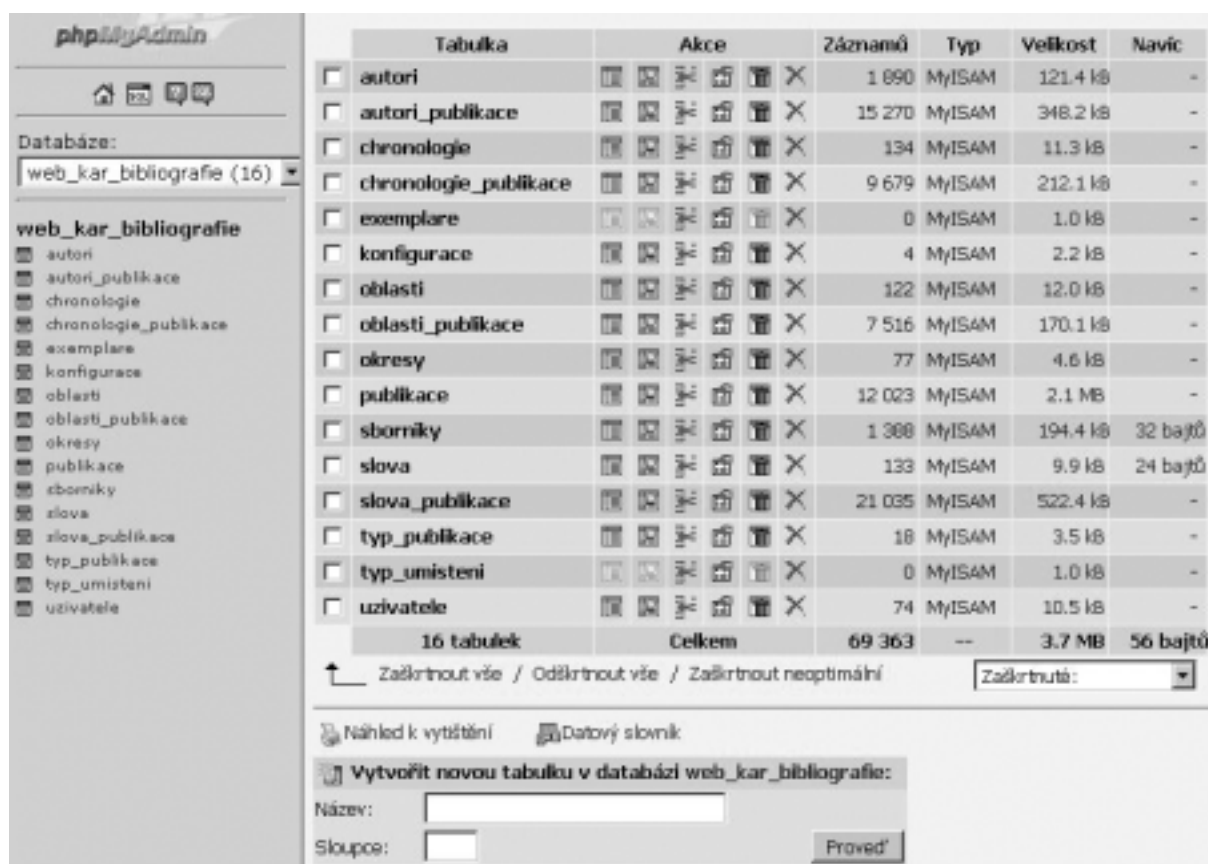 phpMyAdmin
SQL
Databáze:
web_kar_bibliografie (16)
web_kar_bibliografie
autori
autori_publikace
chronologie
chronologie_publikace
exemplare
konfigurace
oblasti
oblasti_publikace
okresy
publikace
sborniky
slova
slova_publikace
typ_publikace
typ_umisteni
uzivatele
Tabulka Akce Záznamů Typ Velikost Navíc
autori 1 890 MyISAM 121.4 kB -
autori_publikace 15 270 MyISAM 348.2 kB -
chronologie 134 MyISAM 11.3 kB -
chronologie_publikace 9 679 MyISAM 212.1 kB -
exemplare 0 MyISAM 1.0 kB -
konfigurace 4 MyISAM 2.2 kB -
oblasti 122 MyISAM 12.0 kB -
oblasti_publikace 7 516 MyISAM 170.1 kB -
okresy 77 MyISAM 4.6 kB -
publikace 12 023 MyISAM 2.1 MB -
sborniky 1 388 MyISAM 194.4 kB 32 bajtů
slova 133 MyISAM 9.9 kB 24 bajtů
slova_publikace 21 035 MyISAM 522.4 kB -
typ_publikace 18 MyISAM 3.5 kB -
typ_umisteni 0 MyISAM 1.0 kB -
uzivatele 74 MyISAM 10.5 kB -
16 tabulek Celkem 69 363 -- 3.7 MB 56 bajtů
Zaškrtnout vše / Odškrtnout vše / Zaškrtnout neoptimální Zaškrtnuté:
Náhled k vytištění Datový slovník
Vytvořit novou tabulku v databázi web_kar_bibliografie:
Název:
Sloupce: Proveď